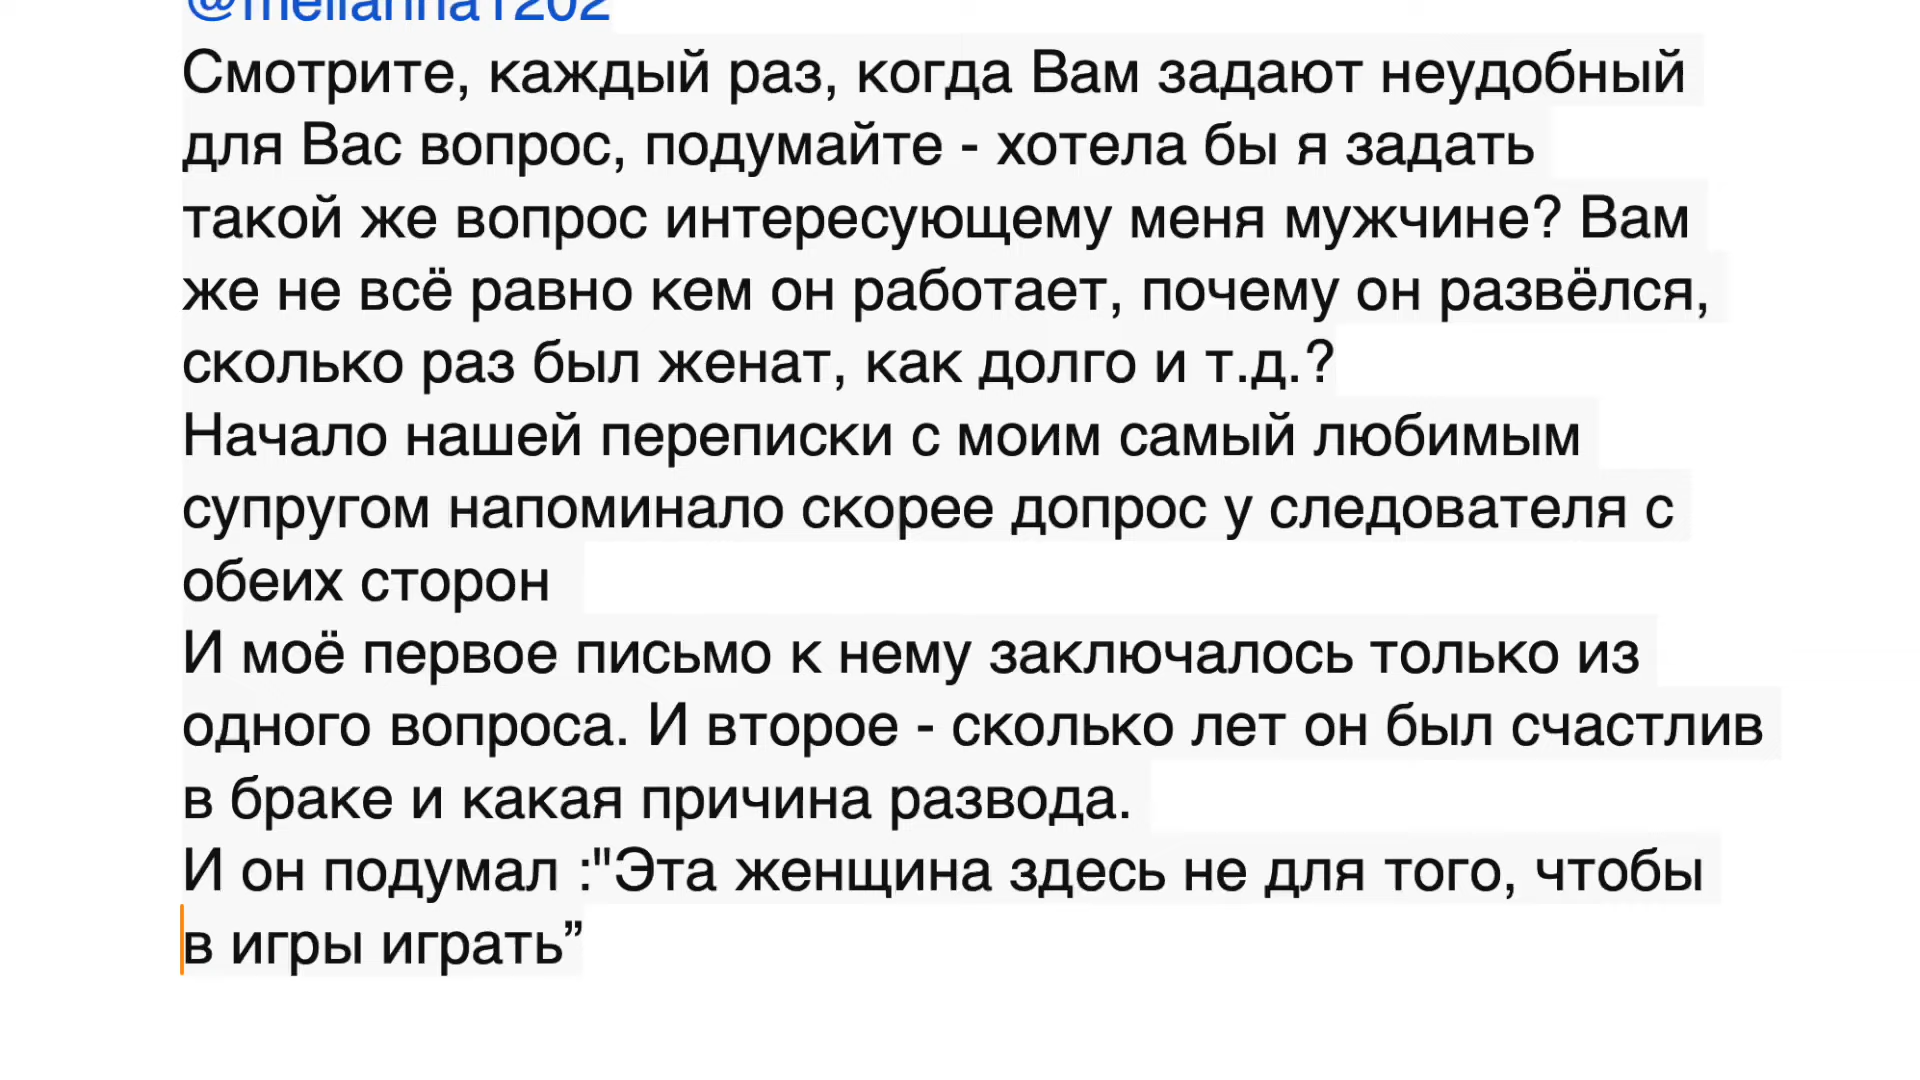 Смотрите, каждый раз, когда Вам задают неудобный
для Вас вопрос, подумайте - хотела бы я задать
такой же вопрос интересующему меня мужчине? Вам
же не всё равно кем он работает, почему он развёлся,
сколько раз был женат, как долго и т.д.?
Начало нашей переписки с моим самый любимым
супругом напоминало скорее допрос у следователя с
обеих сторон
И моё первое письмо к нему заключалось только из
одного вопроса. И второе - сколько лет он был счастлив
в браке и какая причина развода.
И он подумал :"Эта женщина здесь не для того, чтобы
в игры играть”